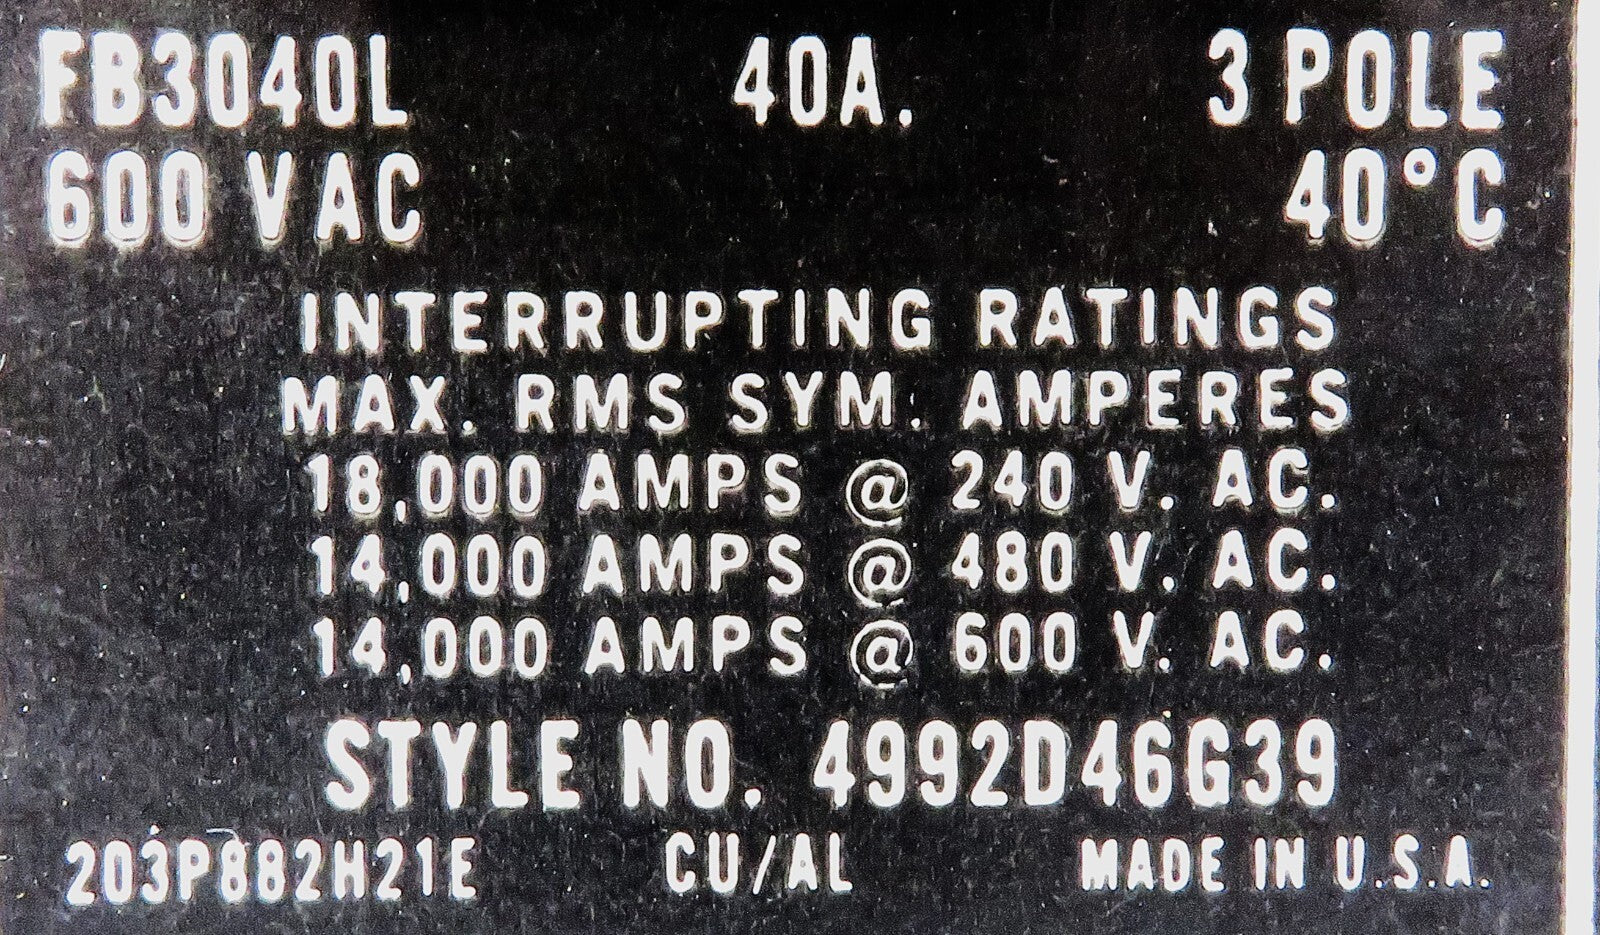 FB3040L 40A. 3 POLE
600 VAC 40°C
INTERRUPTING RATINGS
MAX. RMS SYM. AMPERES
18,000 AMPS @ 240 V. AC.
14,000 AMPS @ 480 V. AC.
14,000 AMPS @ 600 V. AC.
STYLE NO. 4992D46G39
203P882H21E CU/AL MADE IN U.S.A.